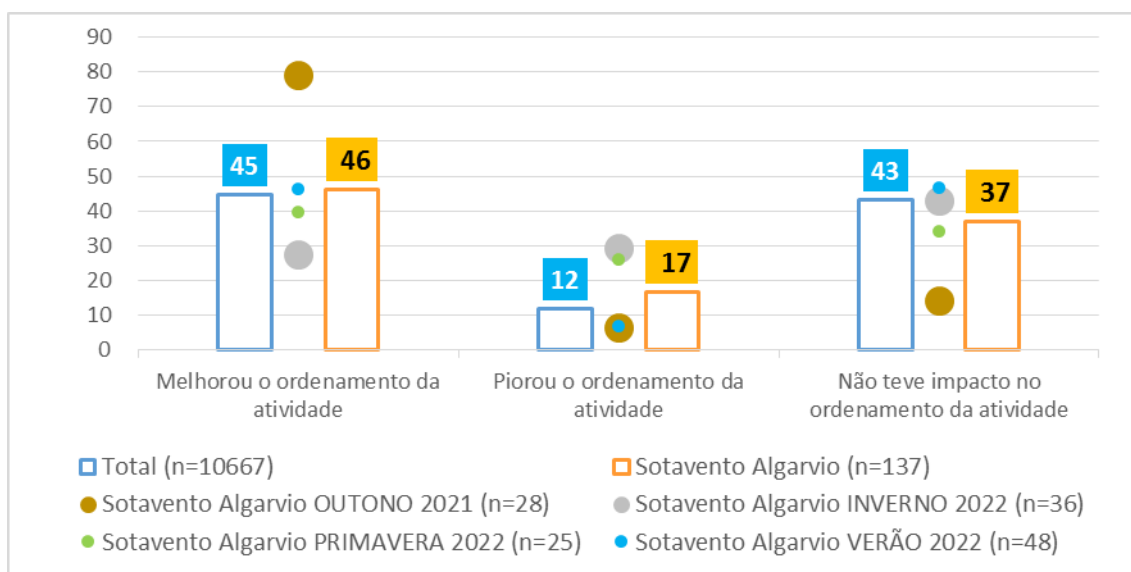 90
80
70
60
50
40
30
20
10
0
45
46
12
17
43
37
Melhorou o ordenamento da
atividade
Piorou o ordenamento da
atividade
Não teve impacto no
ordenamento da atividade
Total (n=10667)
Sotavento Algarvio (n=137)
Sotavento Algarvio OUTONO 2021 (n=28)
Sotavento Algarvio INVERNO 2022 (n=36)
Sotavento Algarvio PRIMAVERA 2022 (n=25)
Sotavento Algarvio VERÃO 2022 (n=48)